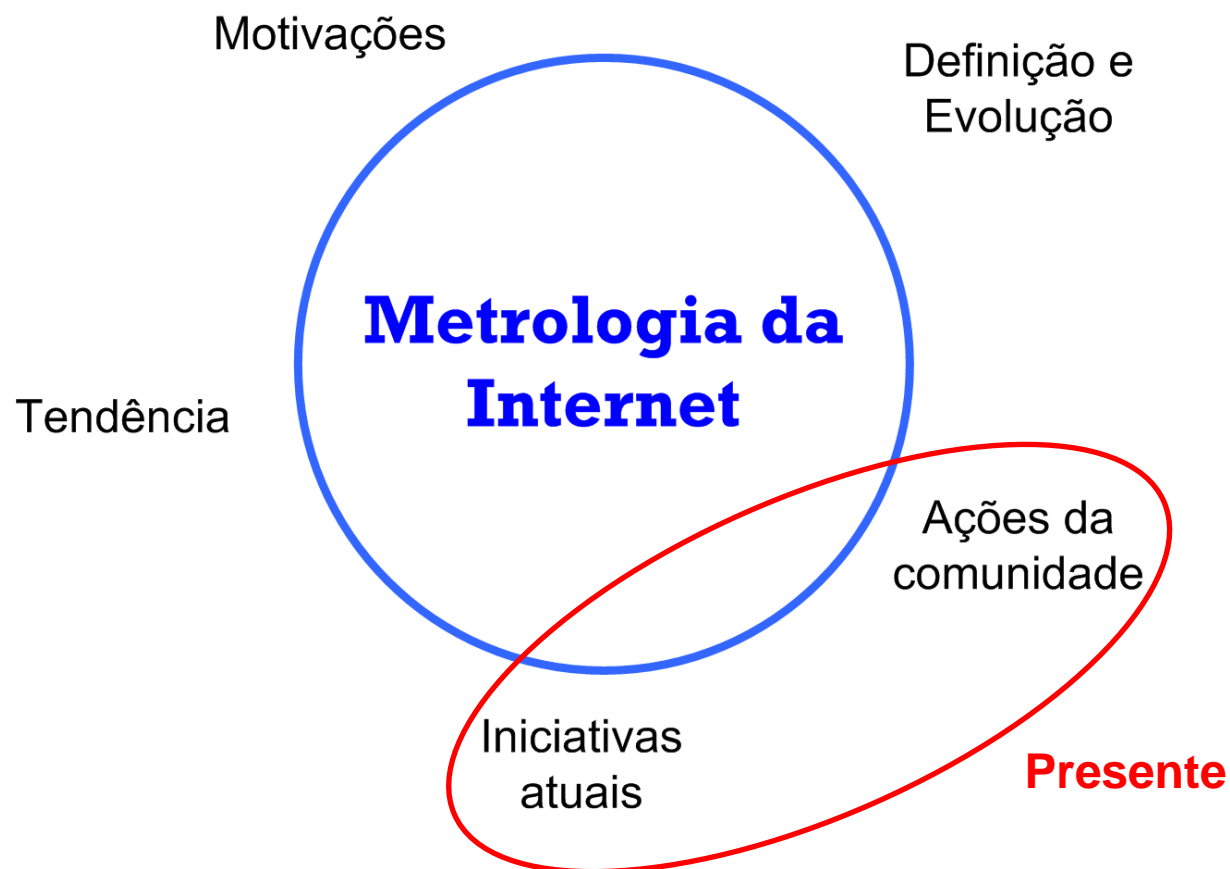 Motivações
Definição e
Evolução
Metrologia da
Internet
Tendência
Ações da
comunidade
Iniciativas
atuais
Presente